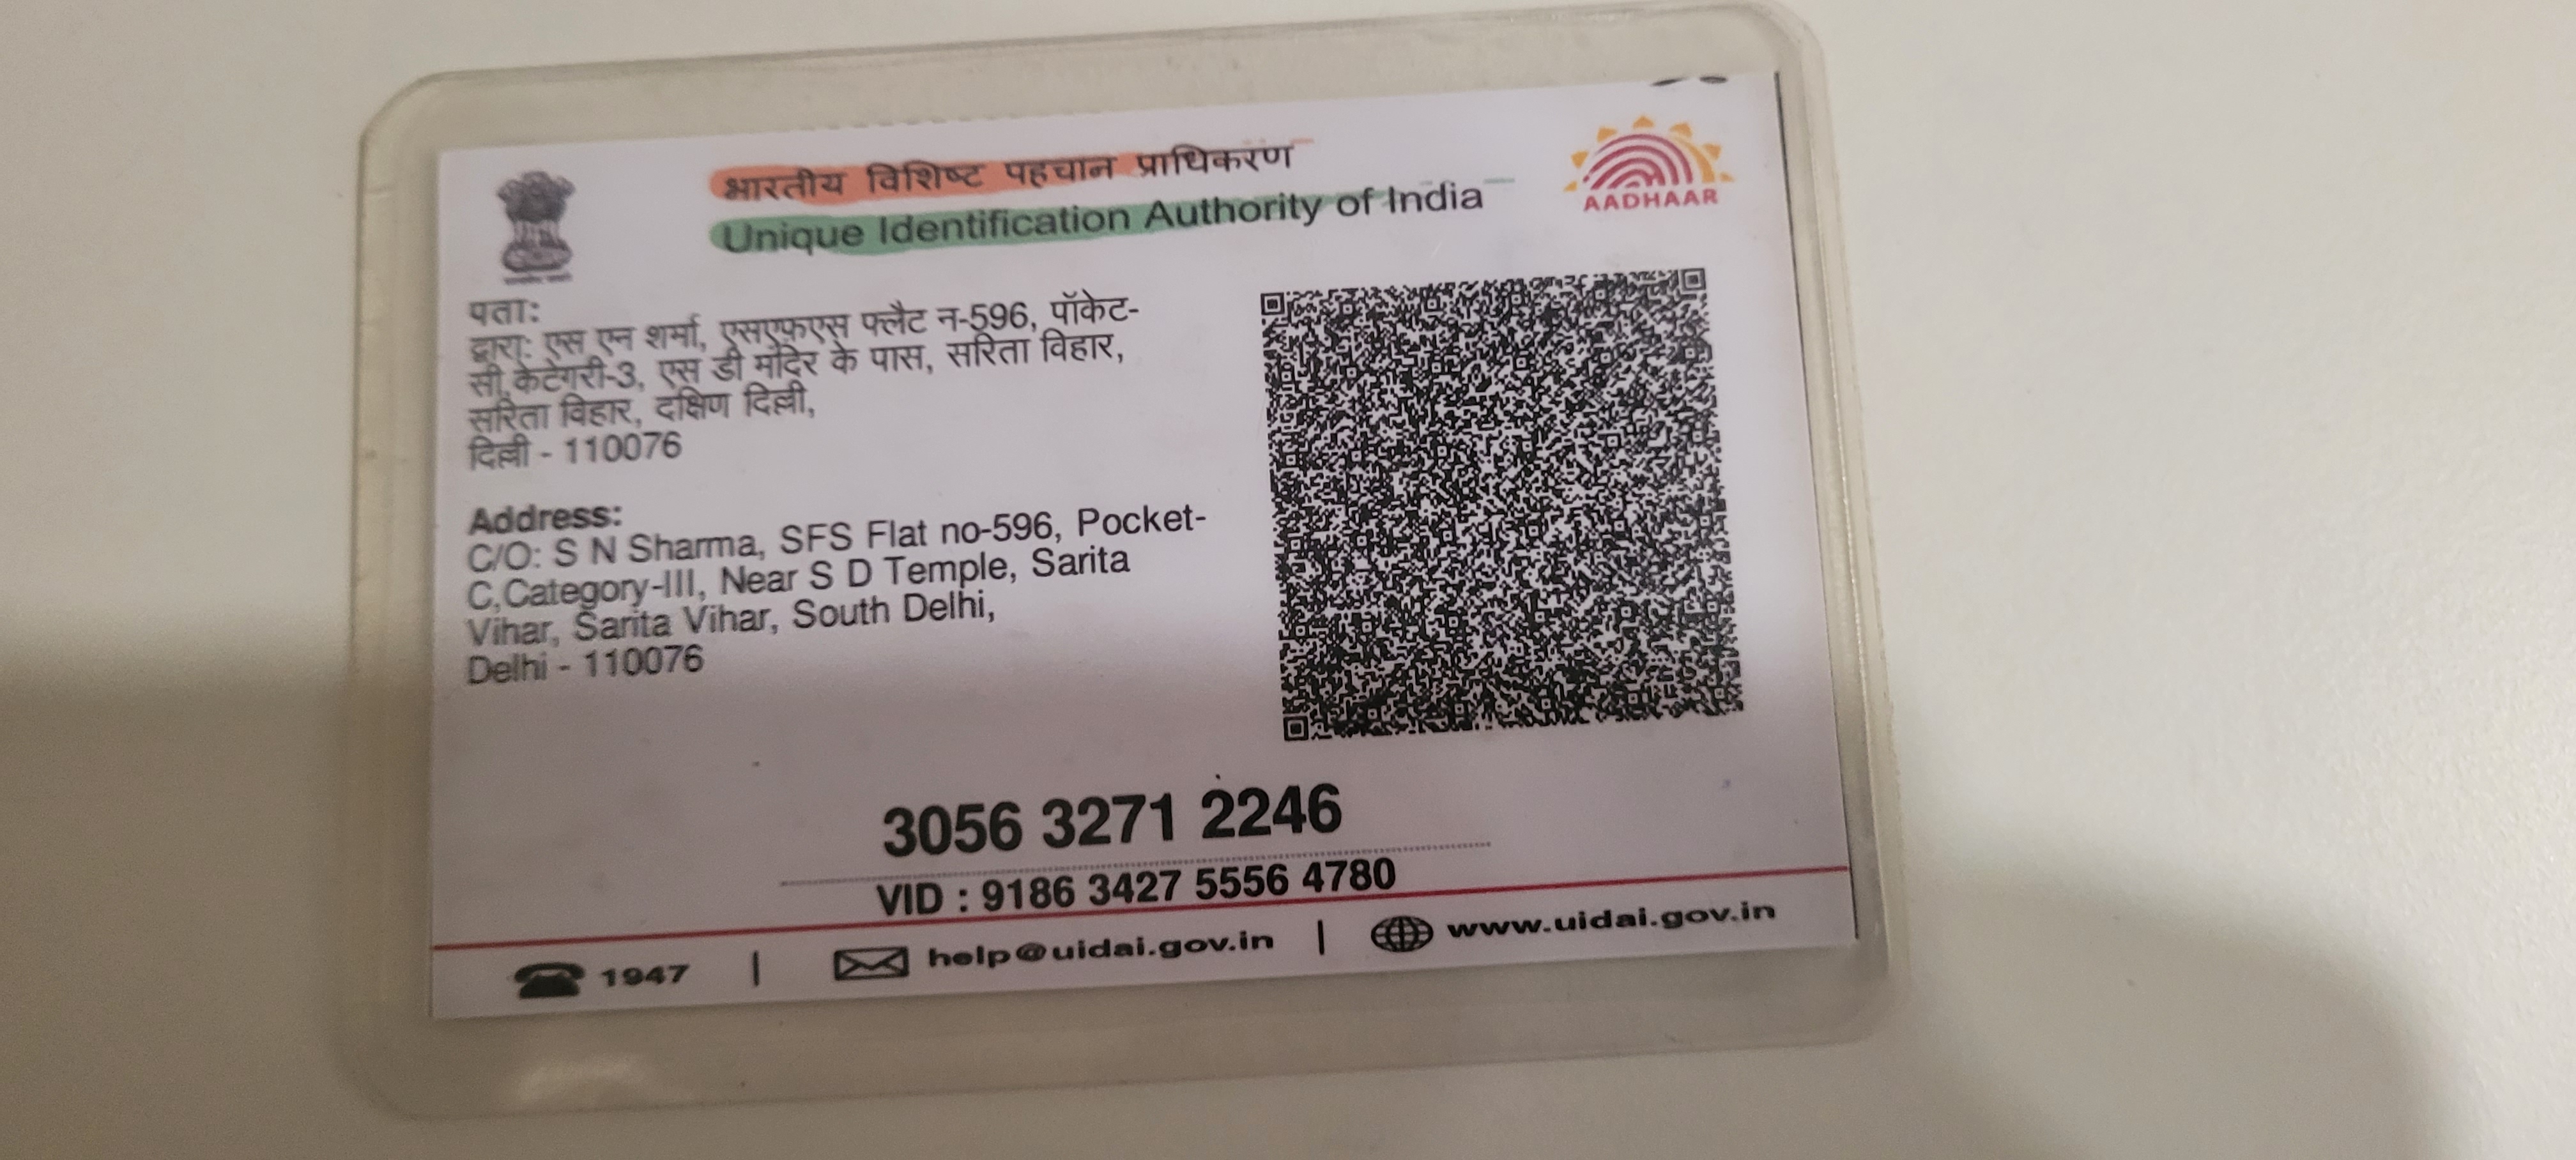 भारतीय विशिष्ट पहचान प्राधिकरण
Unique Identification Authority of India
AADHAAR
पता:
द्वारा: एस एन शर्मा, एसएफ़एस फ्लैट न-596, पॉकेट-
सी,केटेगरी-3, एस डी मंदिर के पास, सरिता विहार,
सरिता विहार, दक्षिण दिल्ली,
दिल्ली - 110076
Address:
C/O: S N Sharma, SFS Flat no-596, Pocket-
C,Category-III, Near S D Temple, Sarita
Vihar, Sarita Vihar, South Delhi,
Delhi - 110076
3056 3271 2246
VID : 9186 3427 5556 4780
1947 | help@uidai.gov.in | www.uidai.gov.in